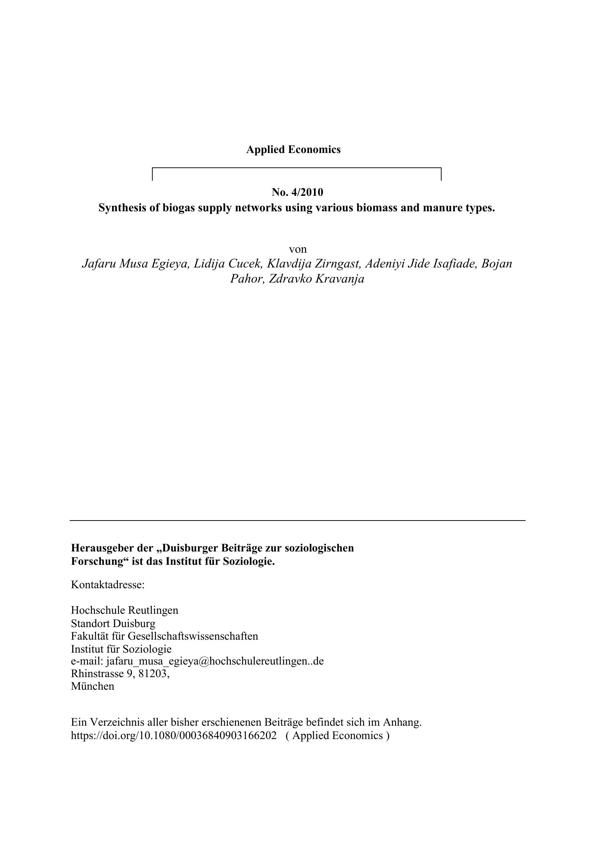 Applied Economics
No. 4/2010
Synthesis of biogas supply networks using various biomass and manure types.
von
Jafaru Musa Egieya, Lidija Cucek, Klavdija Zirngast, Adeniyi Jide Isafiade, Bojan
Pahor, Zdravko Kravanja
Herausgeber der „Duisburger Beiträge zur soziologischen
Forschung“ ist das Institut für Soziologie.
Kontaktadresse:
Hochschule Reutlingen
Standort Duisburg
Fakultät für Gesellschaftswissenschaften
Institut für Soziologie
e-mail: jafaru_musa_egieya@hochschulereutlingen..de
Rhinstrasse 9, 81203,
München
Ein Verzeichnis aller bisher erschienenen Beiträge befindet sich im Anhang.
https://doi.org/10.1080/00036840903166202 ( Applied Economics )